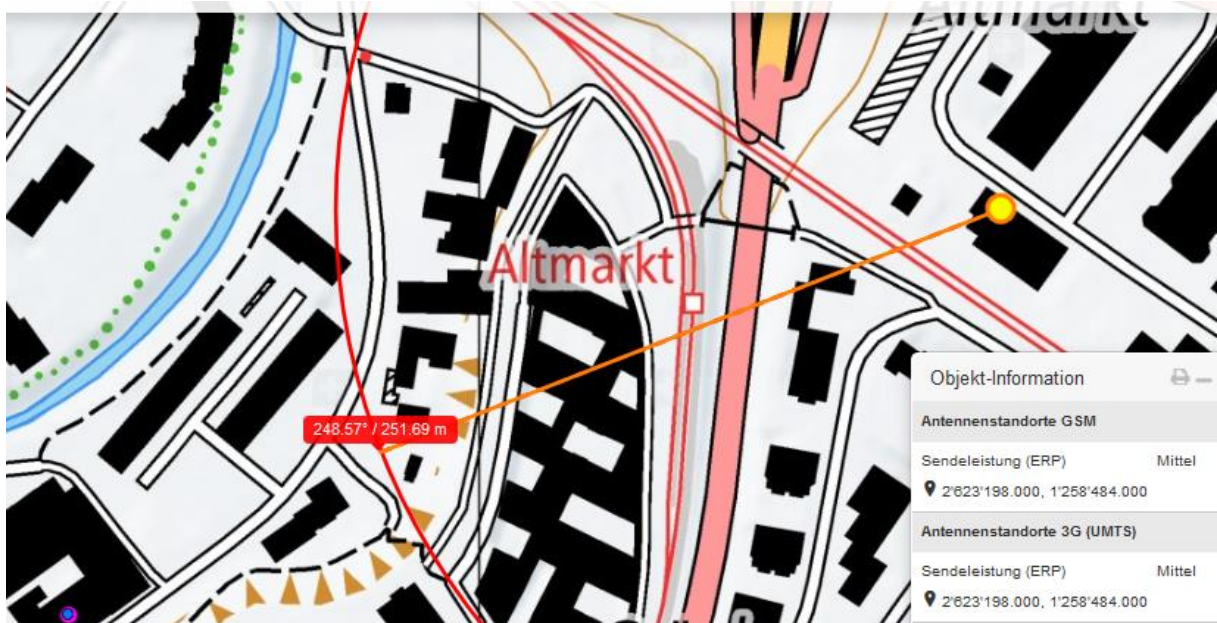 Altmarkt
Altmarkt
248.57° / 251.69 m
Objekt-Information
Antennenstandorte GSM
Sendeleistung (ERP) Mittel
2'623'198.000, 1'258'484.000
Antennenstandorte 3G (UMTS)
Sendeleistung (ERP) Mittel
2'623'198.000, 1'258'484.000